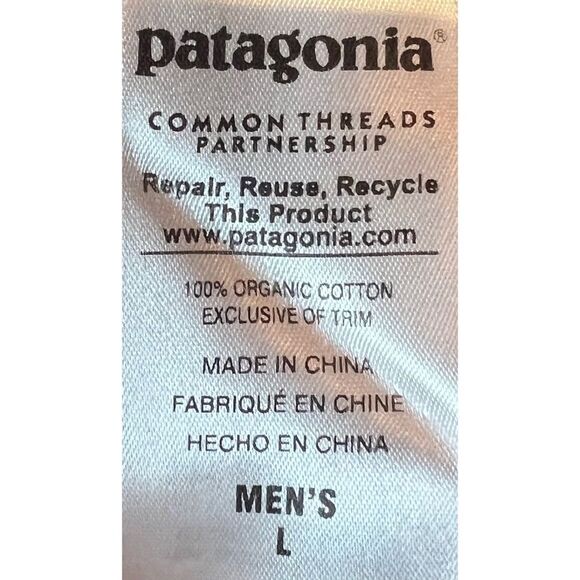 patagonia®
COMMON THREADS
PARTNERSHIP
Repair, Reuse, Recycle
This Product
www.patagonia.com
100% ORGANIC COTTON
EXCLUSIVE OF TRIM
MADE IN CHINA
FABRIQUÉ EN CHINE
HECHO EN CHINA
MEN'S
L